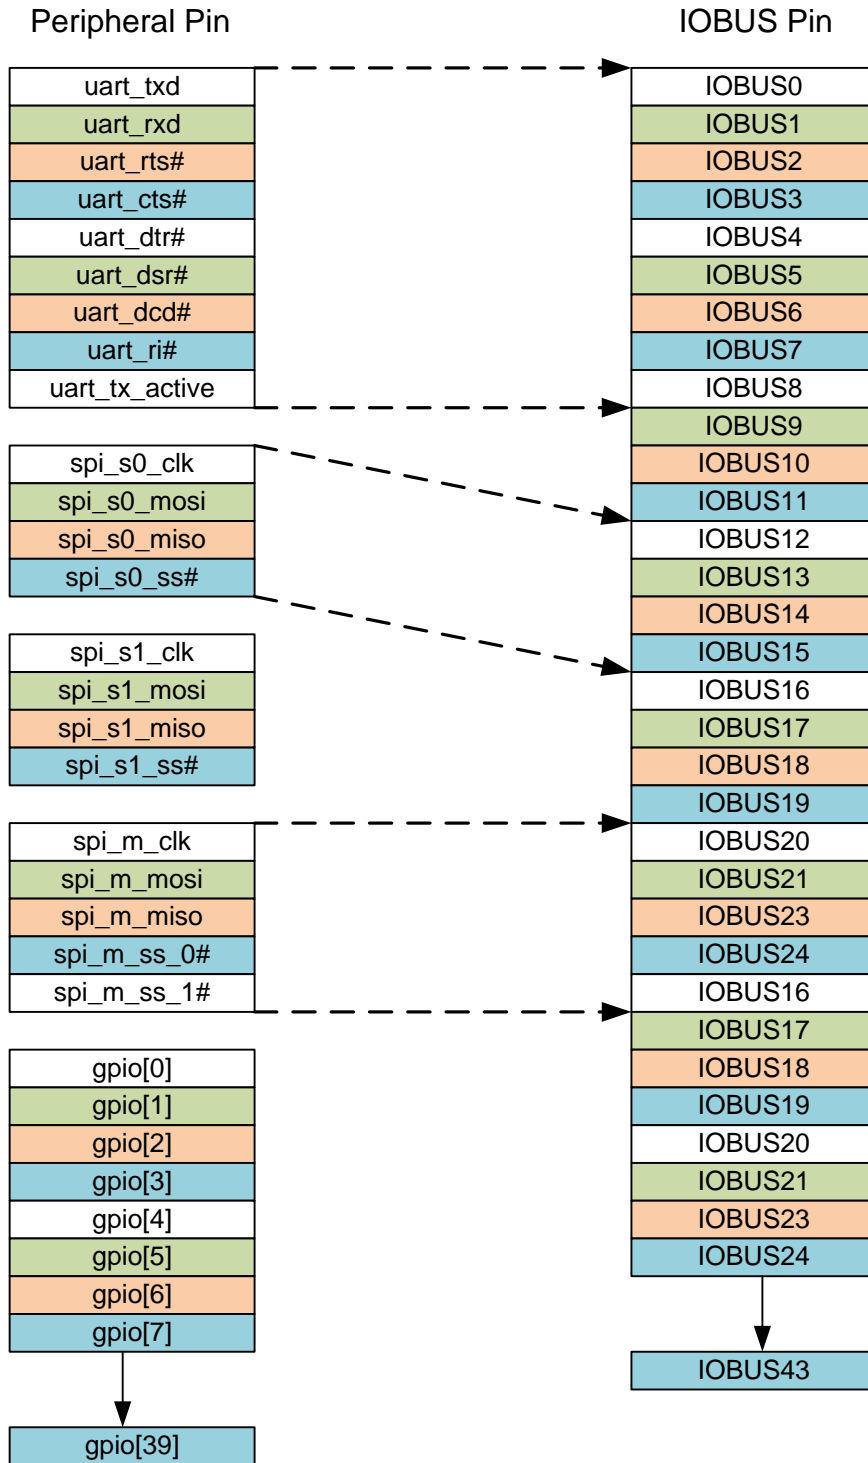 Peripheral Pin
uart_txd
uart_rxd
uart_rts#
uart_cts#
uart_dtr#
uart_dsr#
uart_dcd#
uart_ri#
uart_tx_active
spi_s0_clk
spi_s0_mosi
spi_s0_miso
spi_s0_ss#
spi_s1_clk
spi_s1_mosi
spi_s1_miso
spi_s1_ss#
spi_m_clk
spi_m_mosi
spi_m_miso
spi_m_ss_0#
spi_m_ss_1#
gpio[0]
gpio[1]
gpio[2]
gpio[3]
gpio[4]
gpio[5]
gpio[6]
gpio[7]
gpio[39]
IOBUS Pin
IOBUS0
IOBUS1
IOBUS2
IOBUS3
IOBUS4
IOBUS5
IOBUS6
IOBUS7
IOBUS8
IOBUS9
IOBUS10
IOBUS11
IOBUS12
IOBUS13
IOBUS14
IOBUS15
IOBUS16
IOBUS17
IOBUS18
IOBUS19
IOBUS20
IOBUS21
IOBUS23
IOBUS24
IOBUS16
IOBUS17
IOBUS18
IOBUS19
IOBUS20
IOBUS21
IOBUS23
IOBUS24
IOBUS43